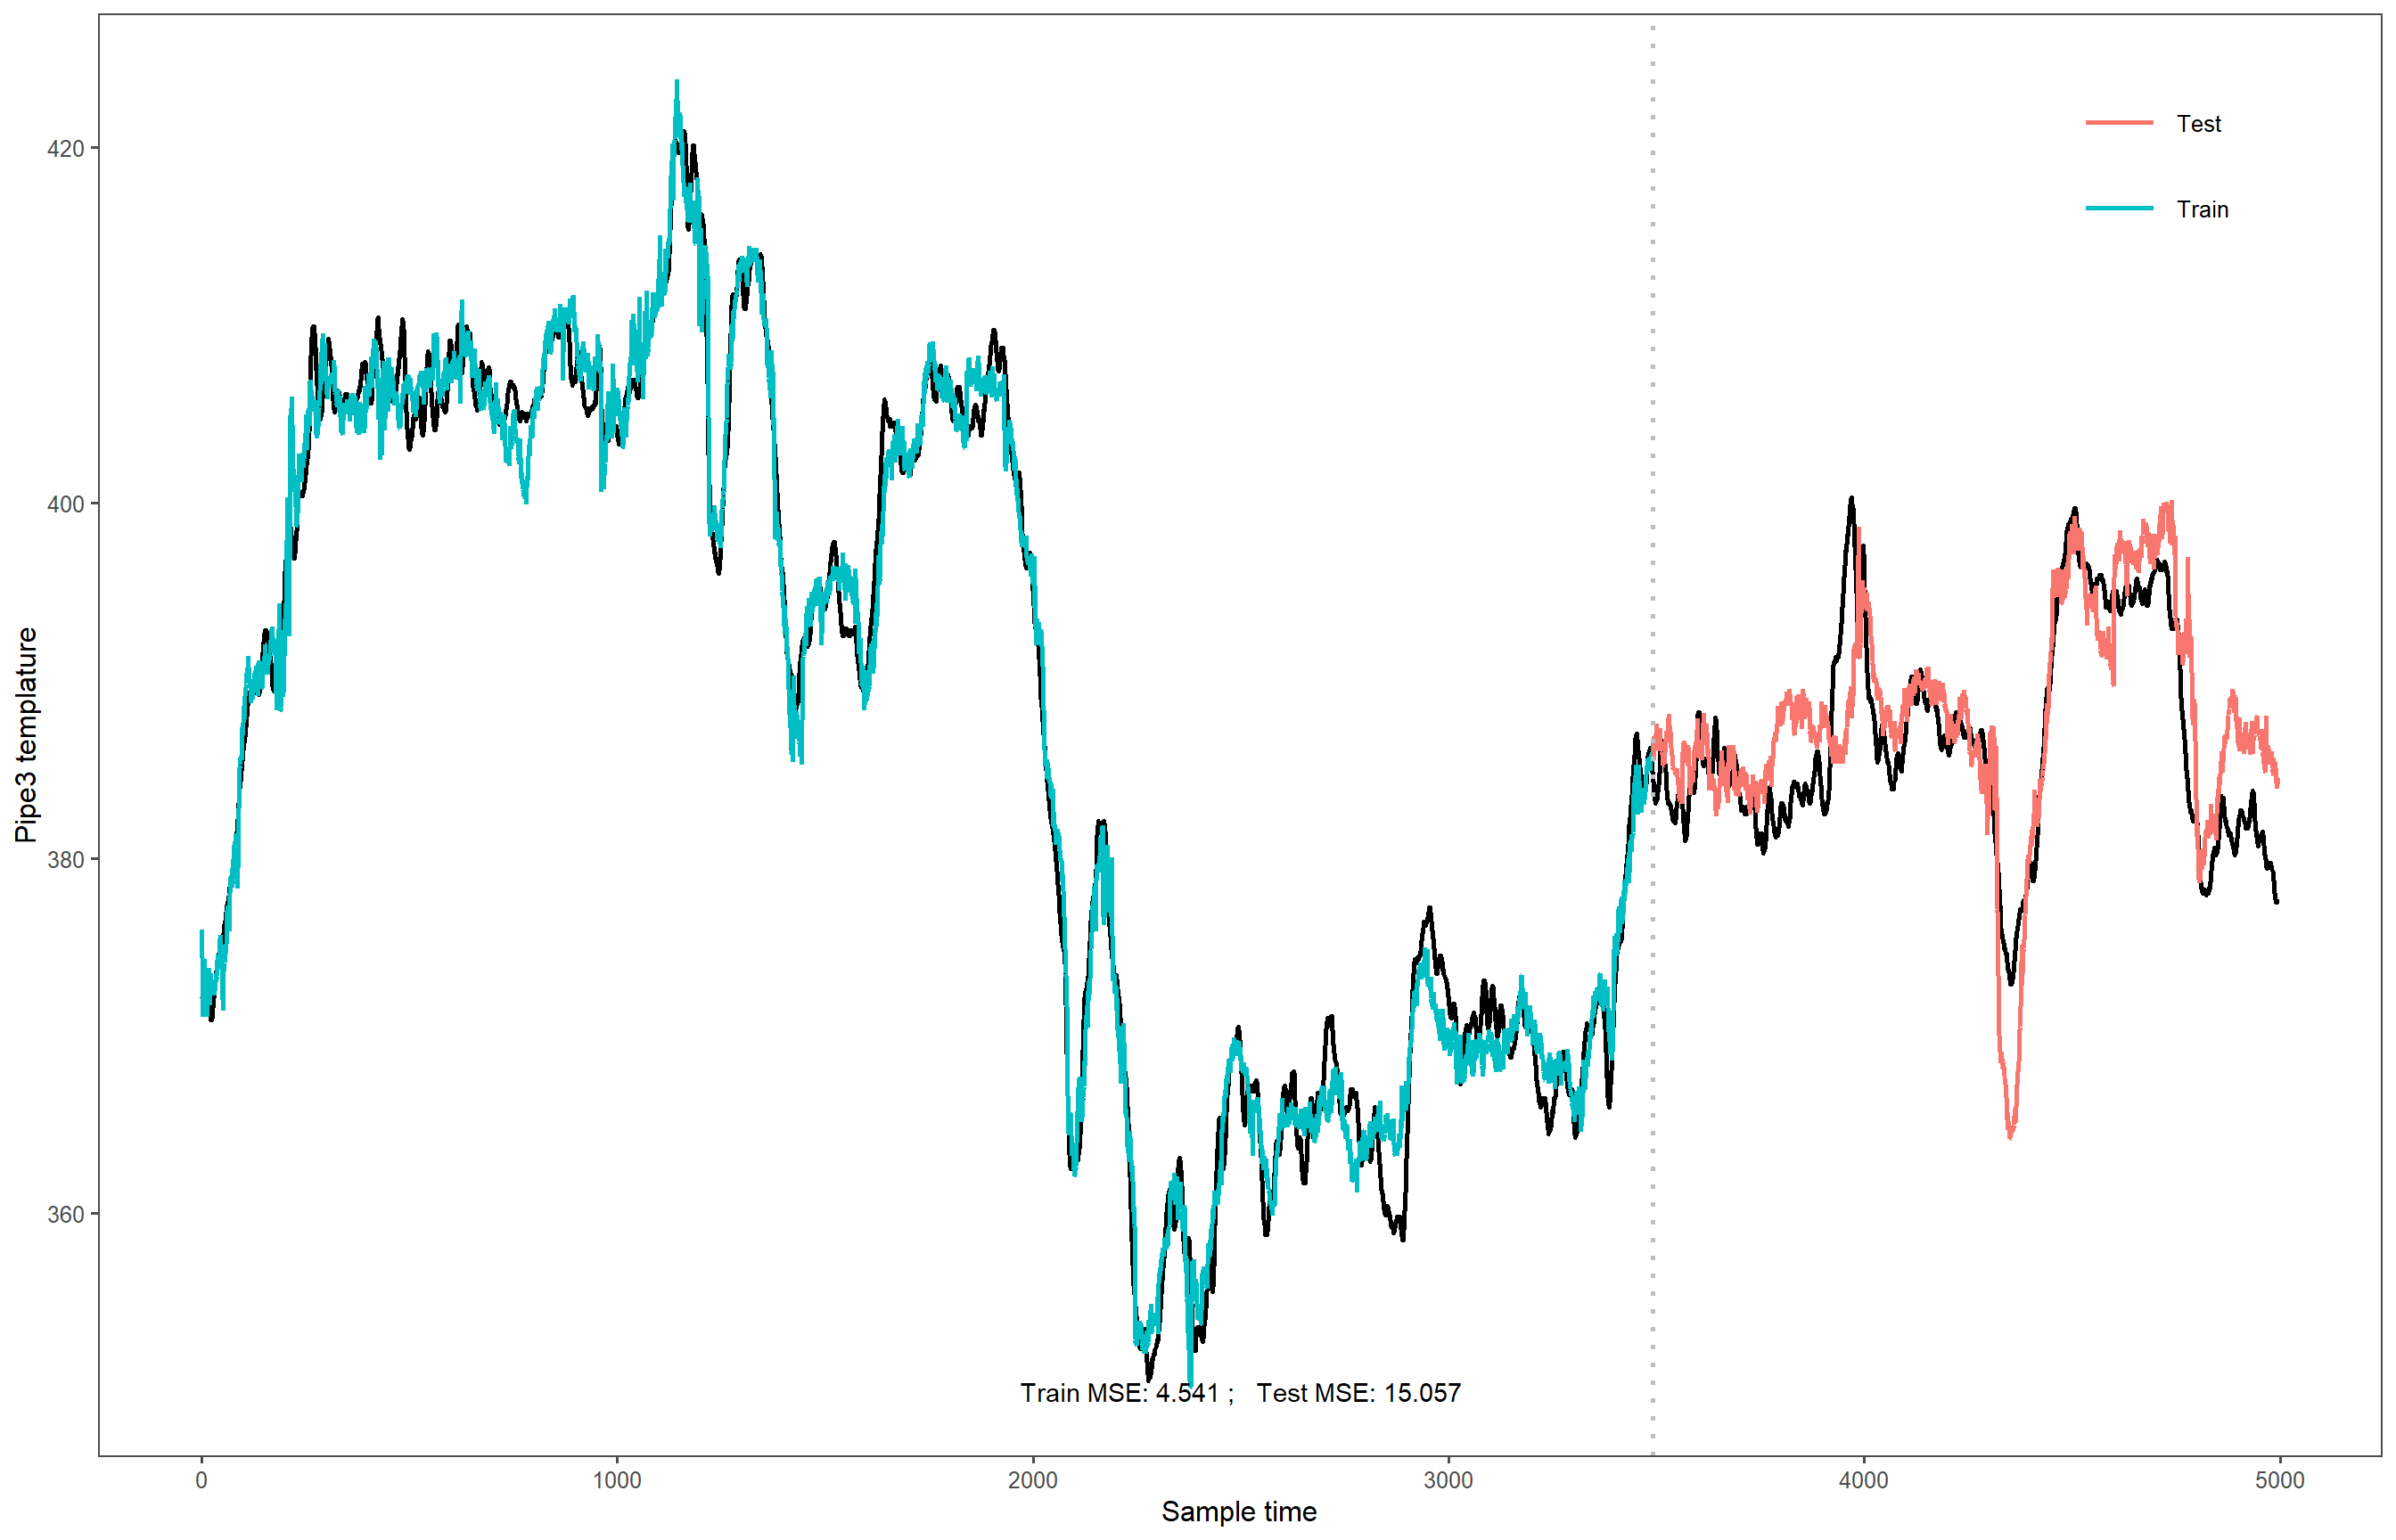 420
400
380
360
Pipe3 templature
Test
Train
Train MSE: 4.541 ;   Test MSE: 15.057
0 1000 2000 3000 4000 5000
Sample time